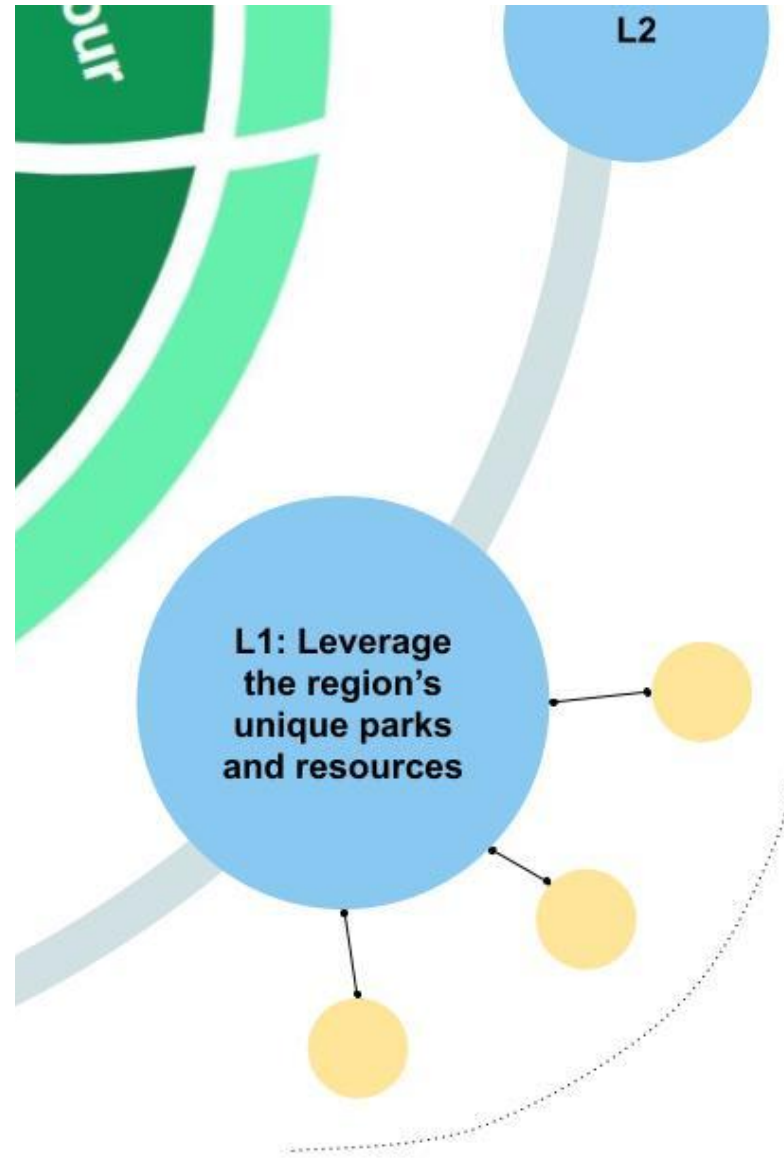 our
L2
L1: Leverage
the region's
unique parks
and resources